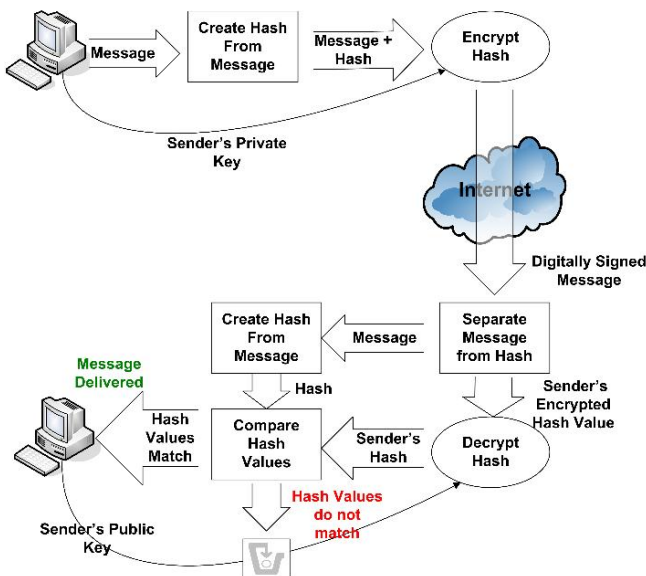 Message
Create Hash
From
Message
Message +
Hash
Encrypt
Hash
Sender's Private
Key
Internet
Digitally Signed
Message
Create Hash
From
Message
Message
Separate
Message
from Hash
Message
Delivered
Hash
Sender's
Encrypted
Hash Value
Hash
Values
Match
Compare
Hash
Values
Sender's
Hash
Decrypt
Hash
Hash Values
do not
match
Sender's Public
Key